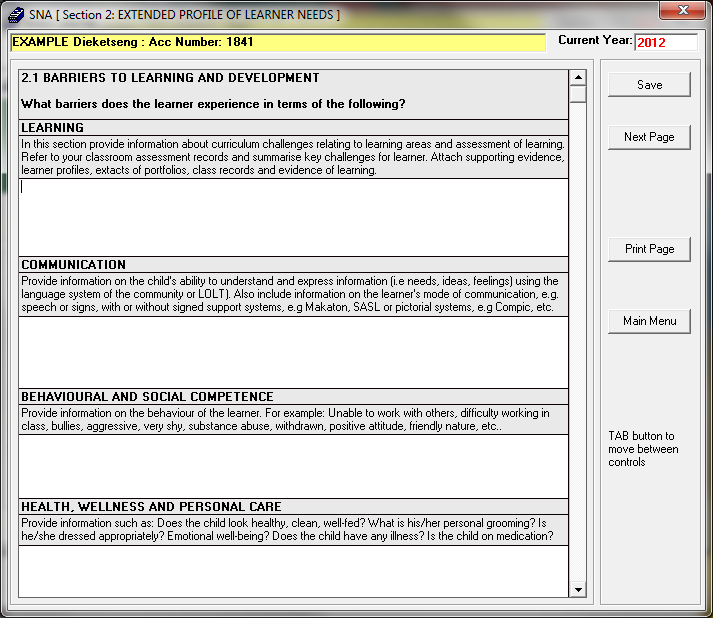 SNA [ Section 2: EXTENDED PROFILE OF LEARNER NEEDS ]
EXAMPLE Dieketseng : Acc Number: 1841
Current Year: 2012
2.1 BARRIERS TO LEARNING AND DEVELOPMENT
What barriers does the learner experience in terms of the following?
LEARNING
In this section provide information about curriculum challenges relating to learning areas and assessment of learning.
Refer to your classroom assessment records and summarise key challenges for learner. Attach supporting evidence,
learner profiles, extacts of portfolios, class records and evidence of learning.
COMMUNICATION
Provide information on the child's ability to understand and express information (i.e needs, ideas, feelings) using the
language system of the community or LOLT). Also include information on the learner's mode of communication, e.g.
speech or signs, with or without signed support systems, e.g Makaton, SASL or pictorial systems, e.g Compic, etc.
BEHAVIOURAL AND SOCIAL COMPETENCE
Provide information on the behaviour of the learner. For example: Unable to work with others, difficulty working in
class, bullies, aggressive, very shy, substance abuse, withdrawn, positive attitude, friendly nature, etc..
HEALTH, WELLNESS AND PERSONAL CARE
Provide information such as: Does the child look healthy, clean, well-fed? What is his/her personal grooming? Is
he/she dressed appropriately? Emotional well-being? Does the child have any illness? Is the child on medication?
Save
Next Page
Print Page
Main Menu
TAB button to
move between
controls